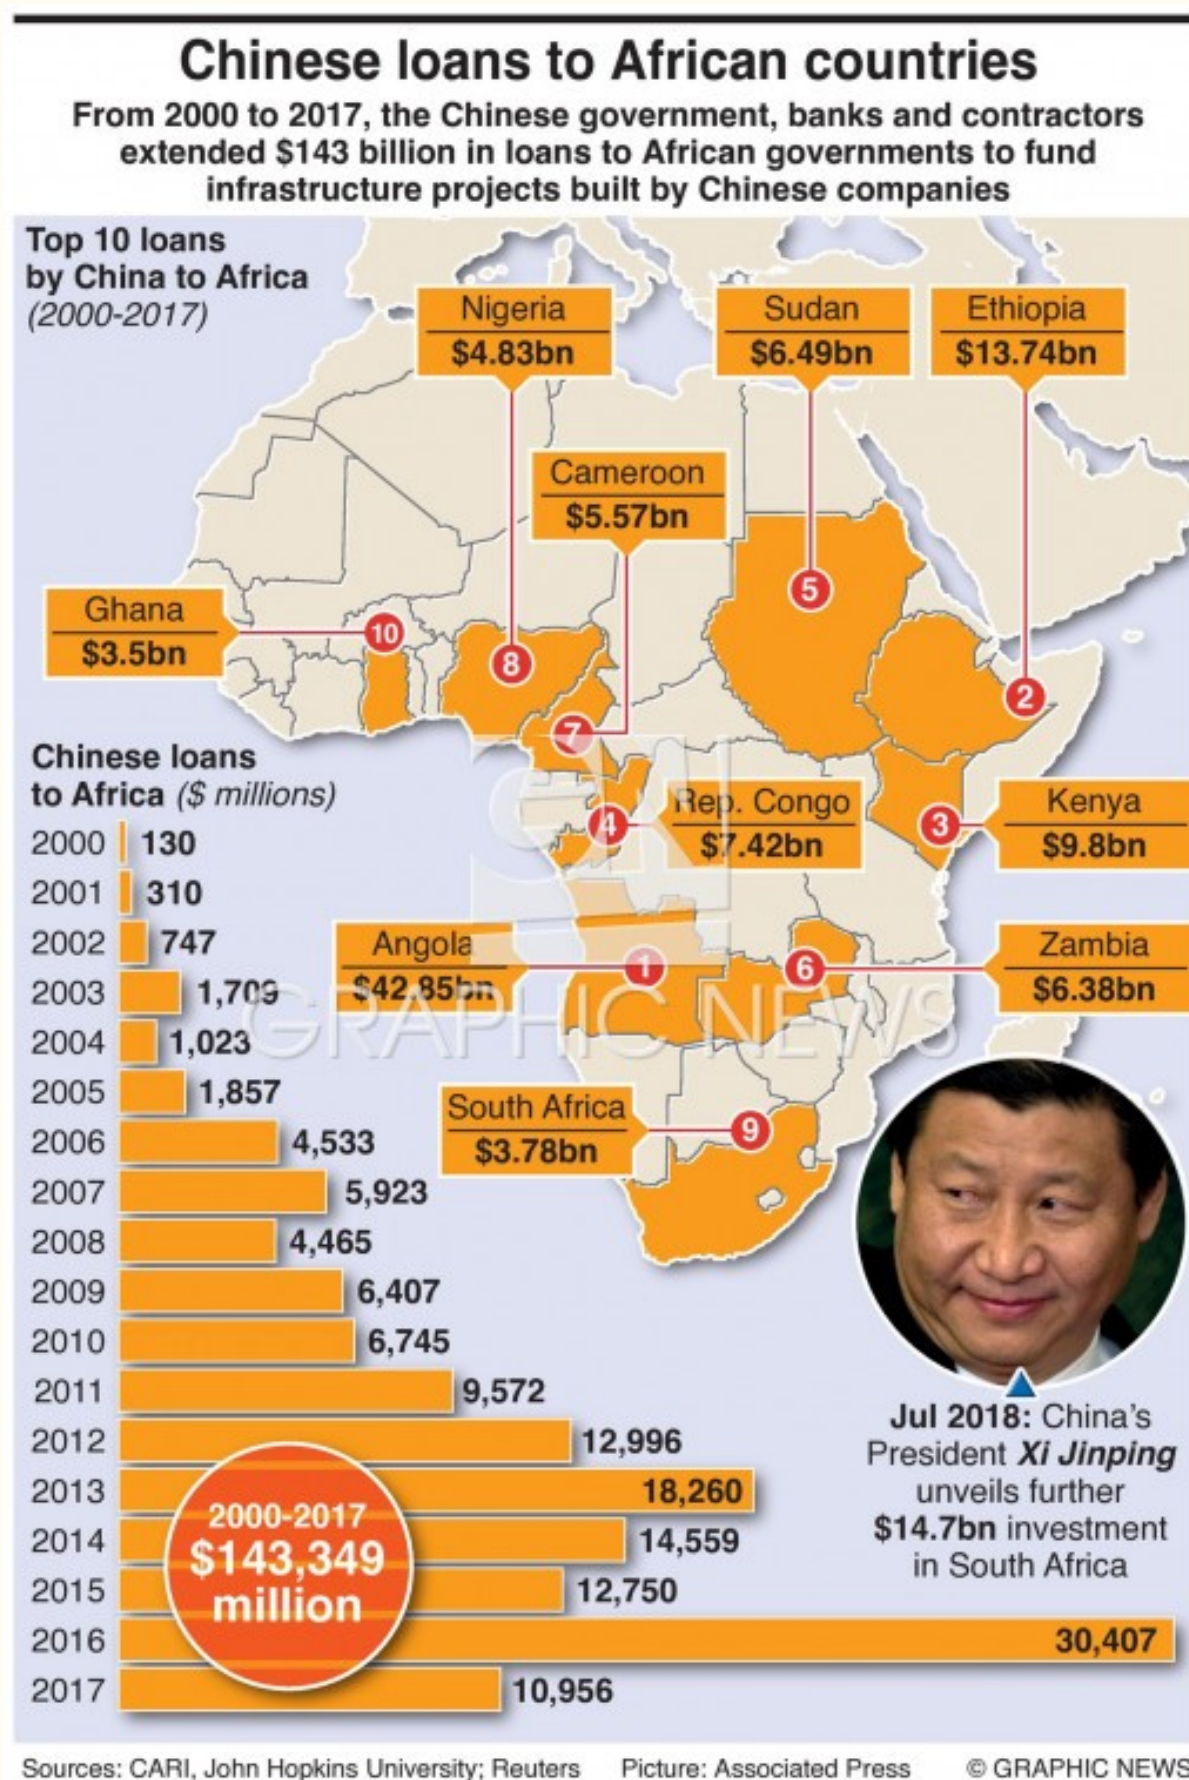 Chinese loans to African countries
From 2000 to 2017, the Chinese government, banks and contractors
extended $143 billion in loans to African governments to fund
infrastructure projects built by Chinese companies
Top 10 loans
by China to Africa
(2000-2017)
Nigeria
$4.83bn
Sudan
$6.49bn
Ethiopia
$13.74bn
Cameroon
$5.57bn
Ghana
$3.5bn
10
8
5
2
7
Rep. Congo
$7.42bn
4
Kenya
$9.8bn
3
Angola
$42.85bn
1
Zambia
$6.38bn
6
South Africa
$3.78bn
9
GRAPHIC NEWS
Chinese loans
to Africa ($ millions)
2000 130
2001 310
2002 747
2003 1,709
2004 1,023
2005 1,857
2006 4,533
2007 5,923
2008 4,465
2009 6,407
2010 6,745
2011 9,572
2012 12,996
2013 18,260
2014 14,559
2015 12,750
2016 30,407
2017 10,956
2000-2017
$143,349
million
Jul 2018: China's
President Xi Jinping
unveils further
$14.7bn investment
in South Africa
Sources: CARI, John Hopkins University; Reuters Picture: Associated Press © GRAPHIC NEWS